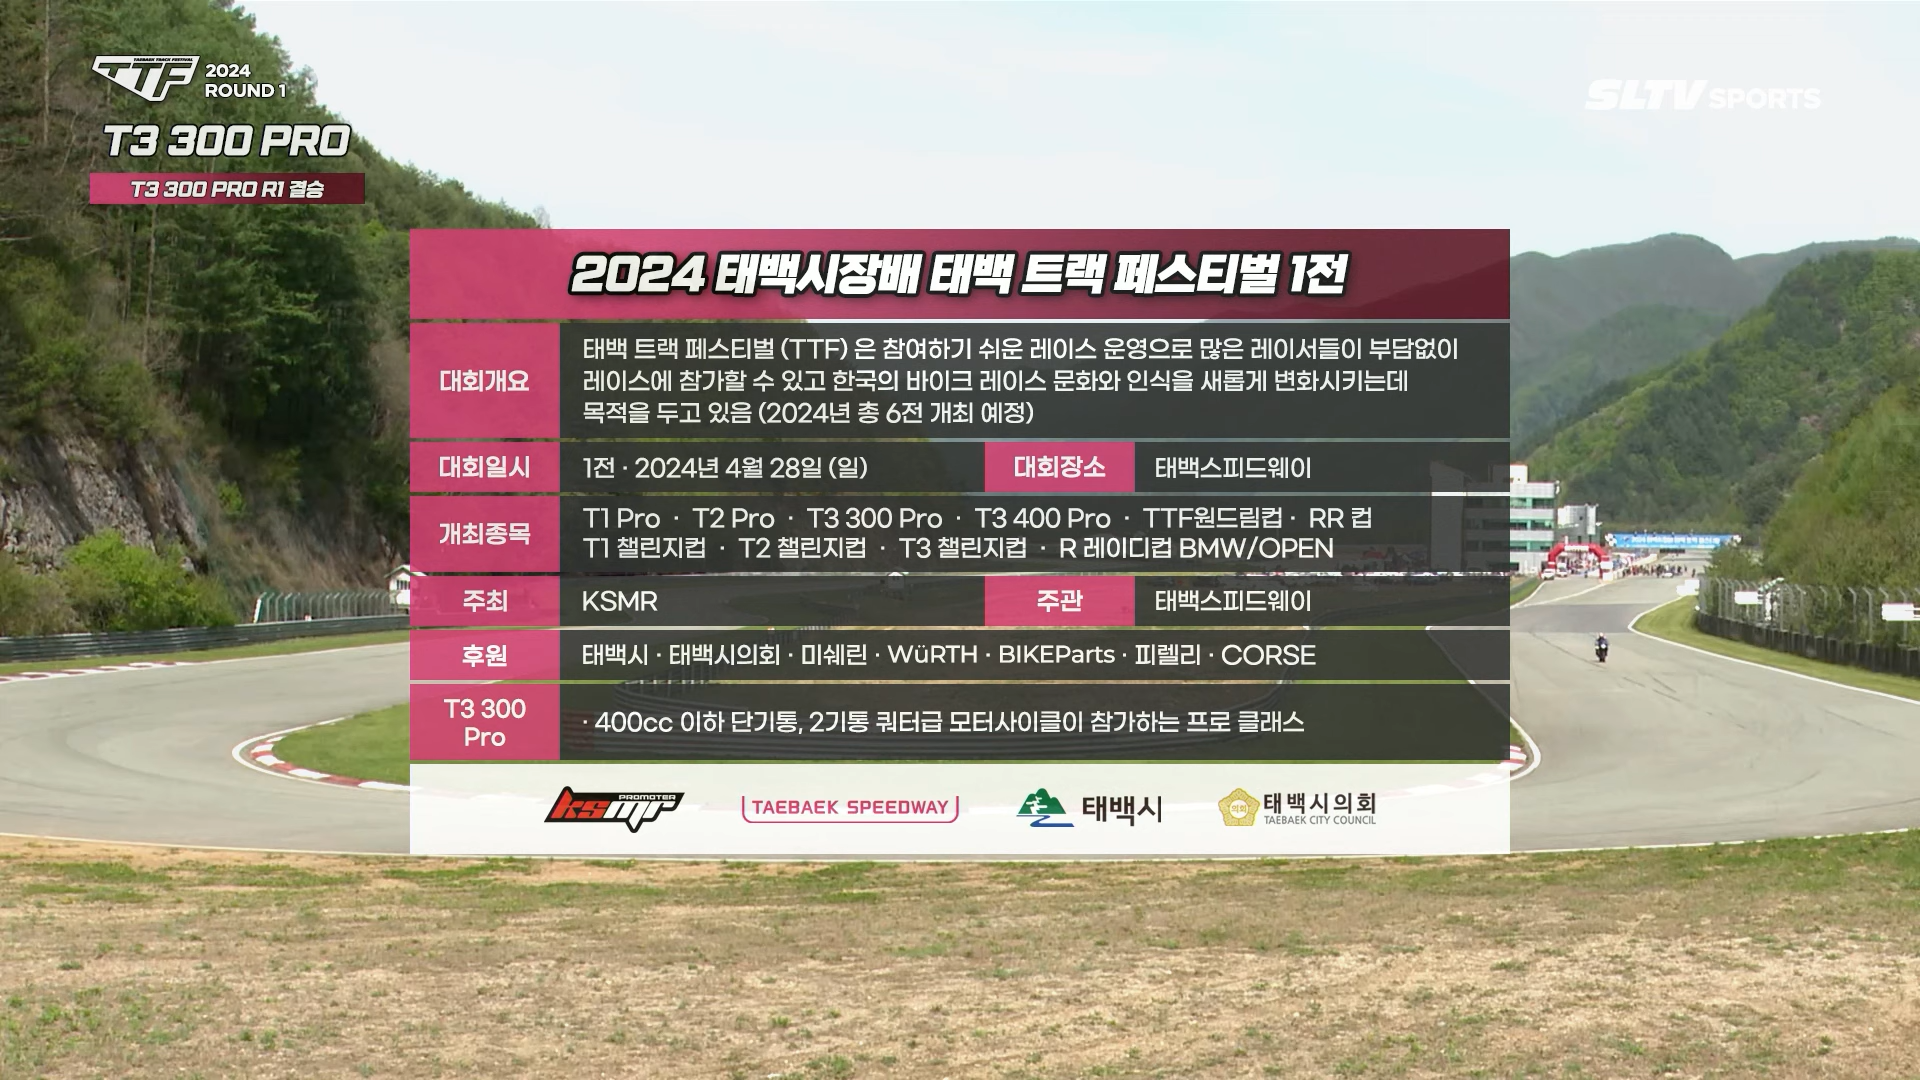 TAEBAEK TRACK FESTIVAL
TTF 2024
ROUND 1
T3 300 PRO
T3 300 PRO R1 결승
SLTV SPORTS
2024 태백시장배 태백 트랙 페스티벌 1전
대회개요
태백 트랙 페스티벌 (TTF) 은 참여하기 쉬운 레이스 운영으로 많은 레이서들이 부담없이
레이스에 참가할 수 있고 한국의 바이크 레이스 문화와 인식을 새롭게 변화시키는데
목적을 두고 있음 (2024년 총 6전 개최 예정)
대회일시 1전 · 2024년 4월 28일 (일) 대회장소 태백스피드웨이
개최종목
T1 Pro · T2 Pro · T3 300 Pro · T3 400 Pro · TTF원드림컵 · RR 컵
T1 챌린지컵 · T2 챌린지컵 · T3 챌린지컵 · R 레이디컵 BMW/OPEN
주최 KSMR 주관 태백스피드웨이
후원 태백시 · 태백시의회 · 미쉐린 · WüRTH · BIKEParts · 피렐리 · CORSE
T3 300
Pro
· 400cc 이하 단기통, 2기통 쿼터급 모터사이클이 참가하는 프로 클래스
PROMOTER
ksmr
TAEBAEK SPEEDWAY
태백시
의회
태백시의회
TAEBAEK CITY COUNCIL